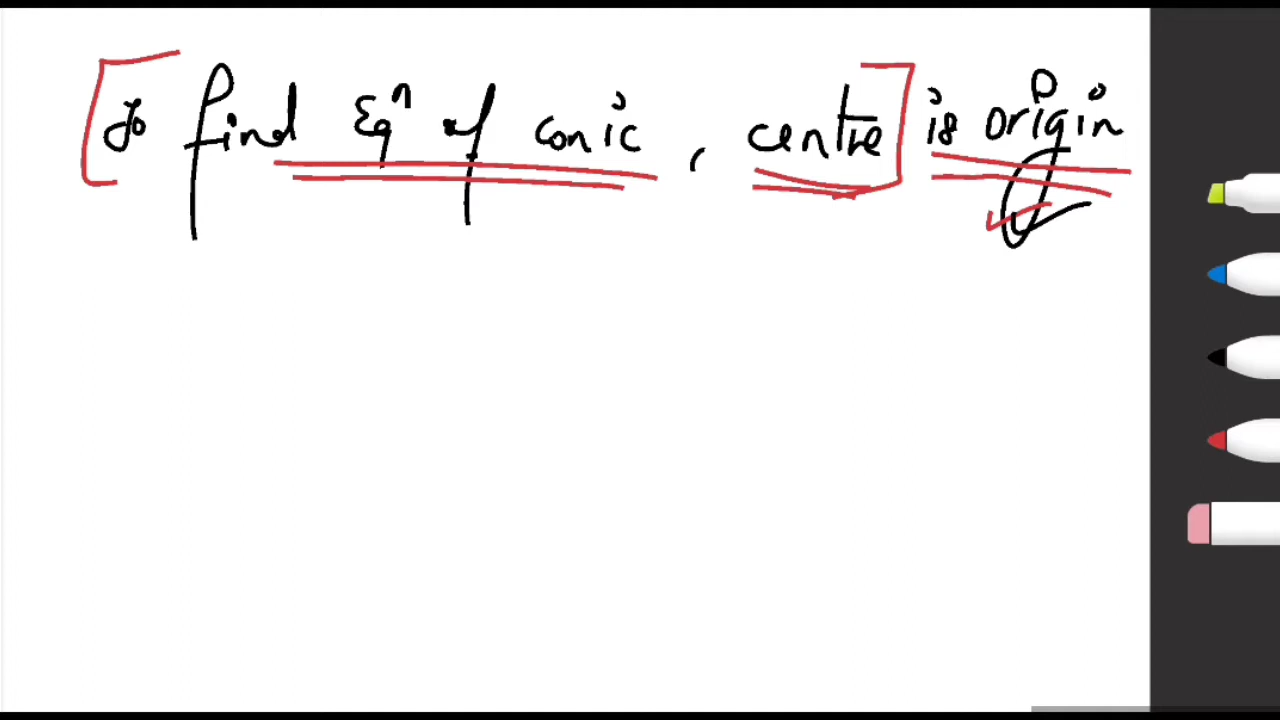 To find Eqⁿ of conic, centre is origin